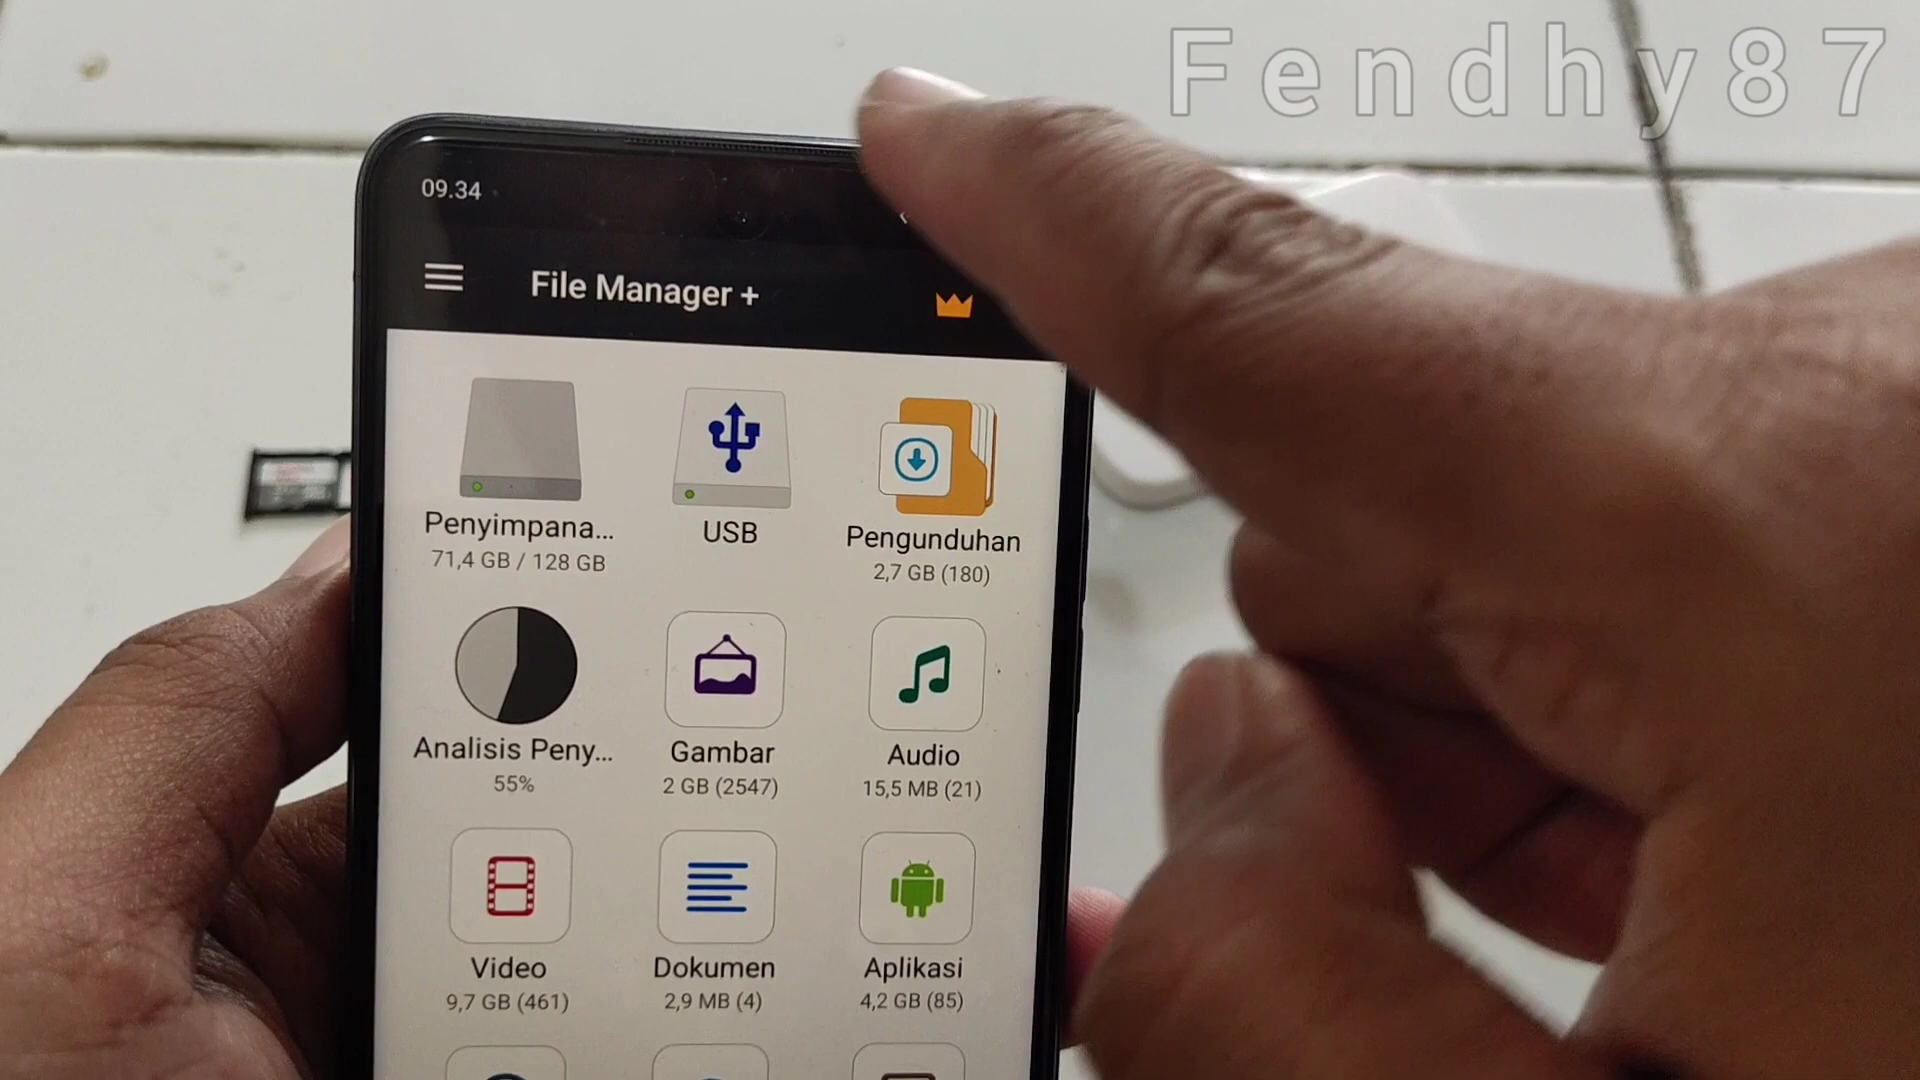 Fendhy87
09.34
File Manager +
Penyimpana...
71,4 GB / 128 GB
USB
Pengunduhan
2,7 GB (180)
Analisis Peny...
55%
Gambar
2 GB (2547)
Audio
15,5 MB (21)
Video
9,7 GB (461)
Dokumen
2,9 MB (4)
Aplikasi
4,2 GB (85)